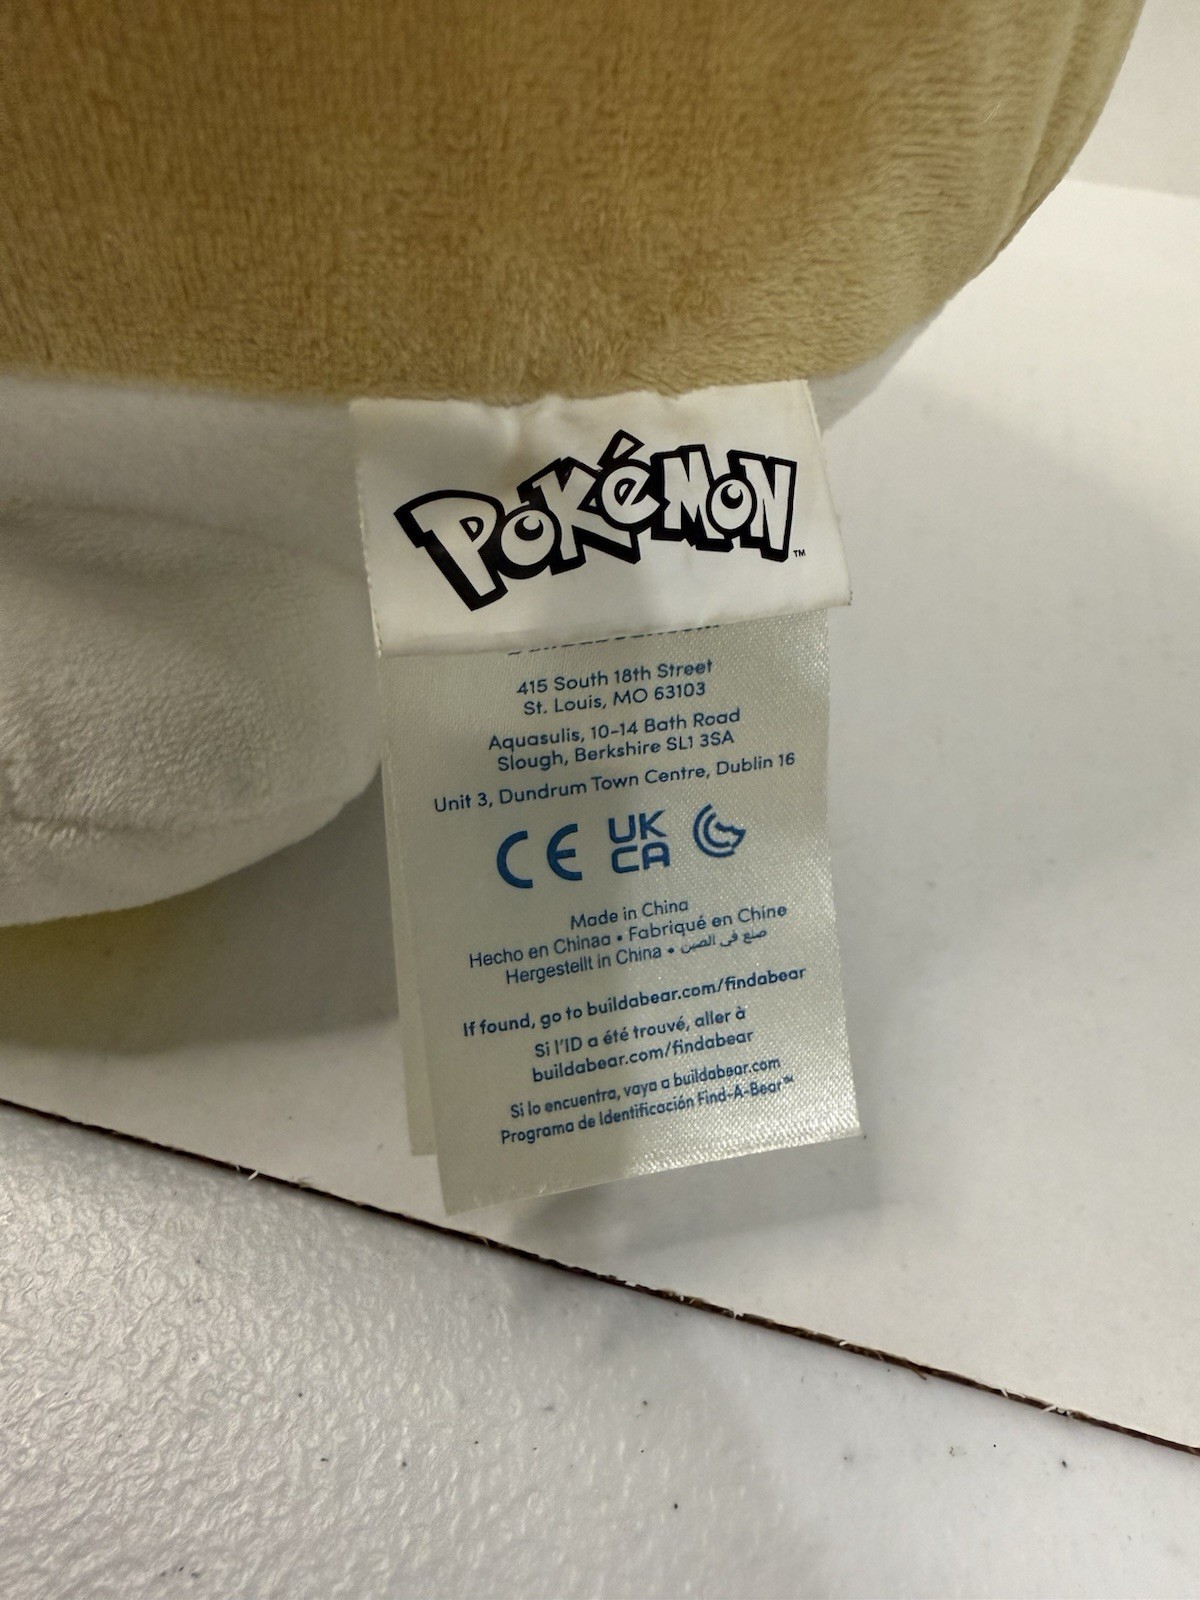 POKéMON™
415 South 18th Street
St. Louis, MO 63103
Aquasulis, 10-14 Bath Road
Slough, Berkshire SL1 3SA
Unit 3, Dundrum Town Centre, Dublin 16
CE UK
CA
Made in China
Hecho en Chinaa • Fabriqué en Chine
Hergestellt in China • صنع في الصين
If found, go to buildabear.com/findabear
Si l'ID a été trouvé, aller à
buildabear.com/findabear
Si lo encuentra, vaya a buildabear.com
Programa de Identificación Find-A-Bear℠